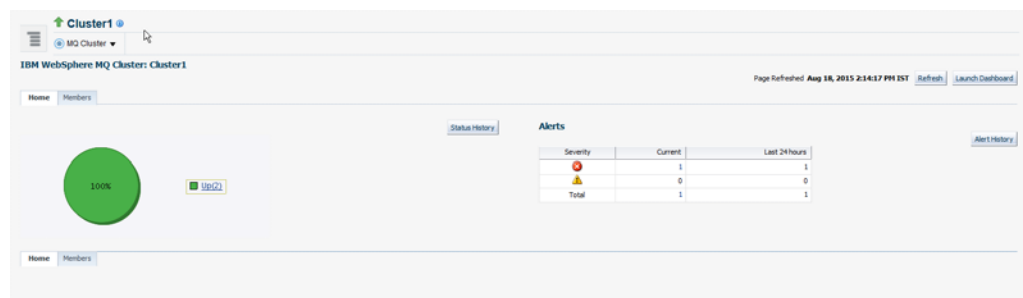 Cluster1
MQ Cluster
IBM WebSphere MQ Cluster: Cluster1
Page Refreshed Aug 18, 2015 2:14:17 PM IST Refresh Launch Dashboard
Home Members
Status History
Alerts
Alert History
Severity Current Last 24 hours
1 1
0 0
Total 1 1
100%
Up(2)
Home Members